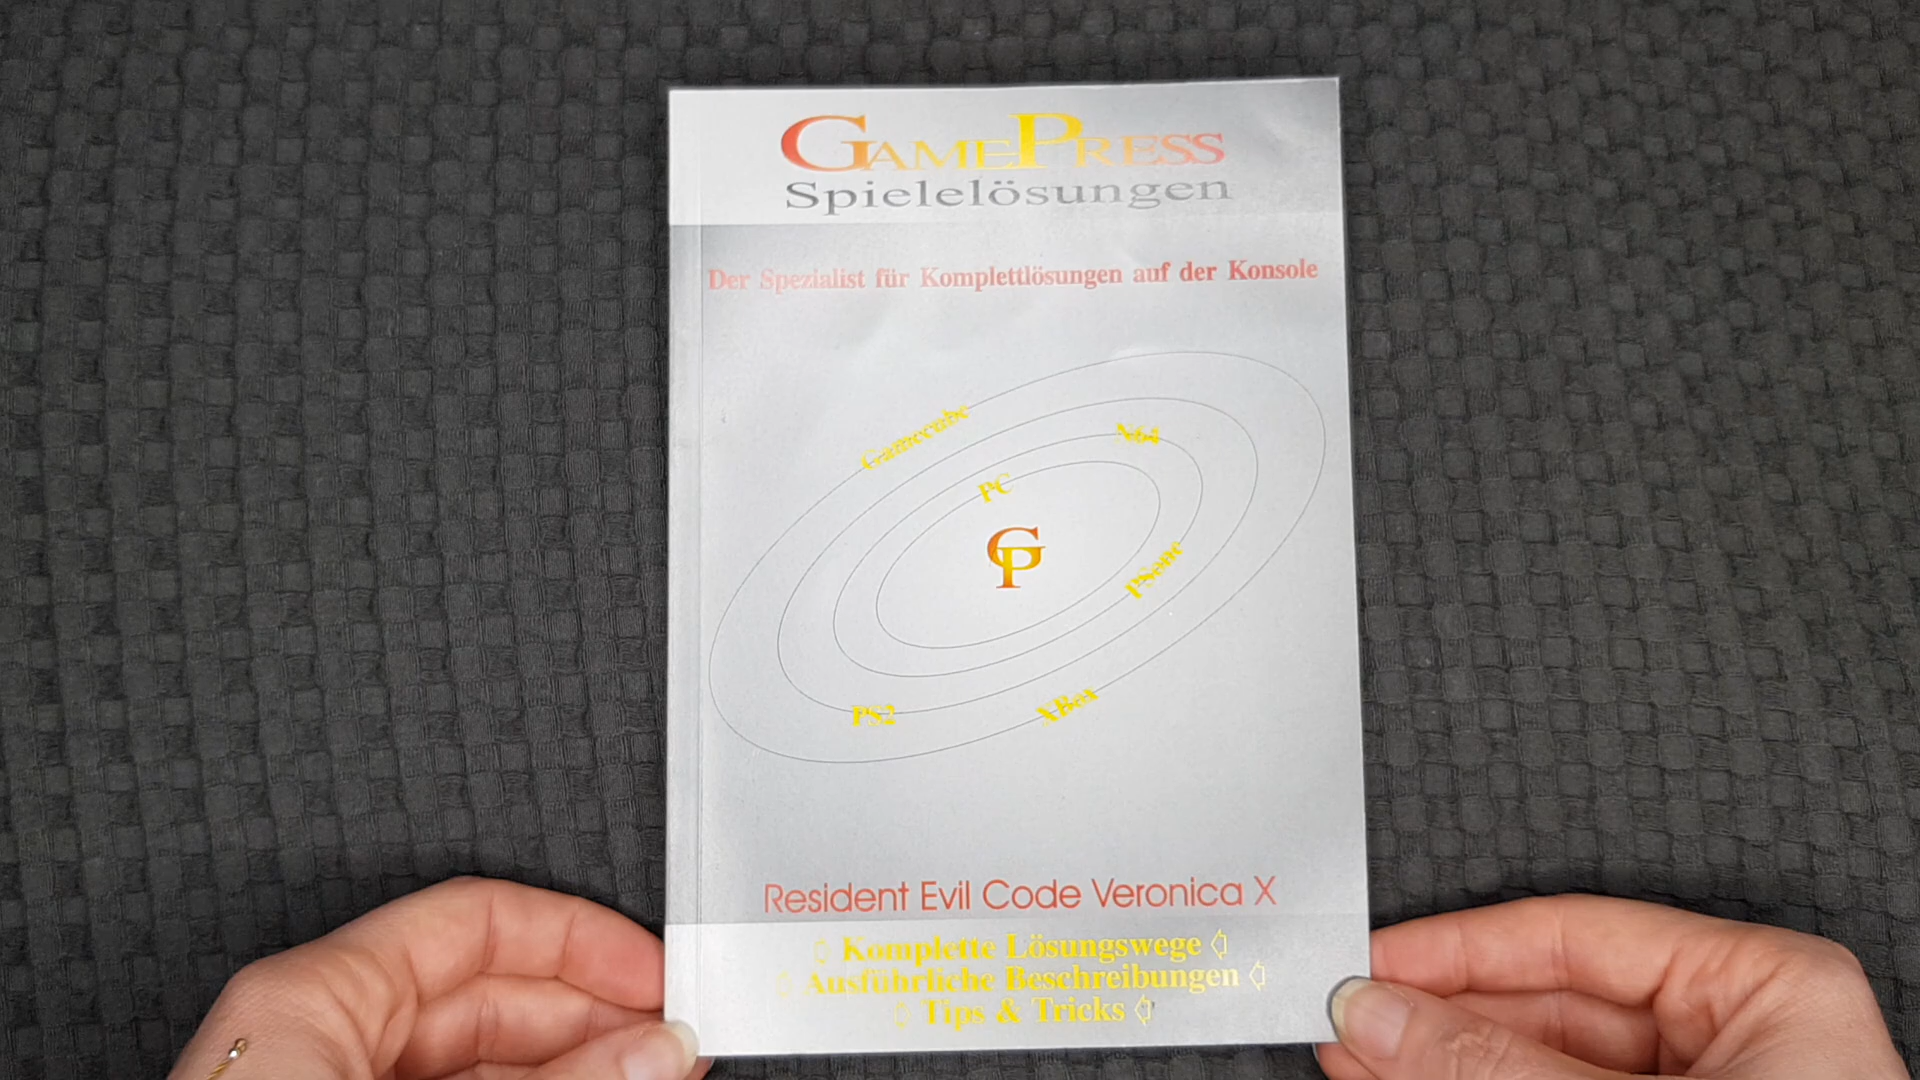 GAMEPRESS
Spielelösungen
Der Spezialist für Komplettlösungen auf der Konsole
Gamecube
N64
PC
GP
PSone
PS2
XBox
Resident Evil Code Veronica X
Komplette Lösungswege
Ausführliche Beschreibungen
Tips & Tricks